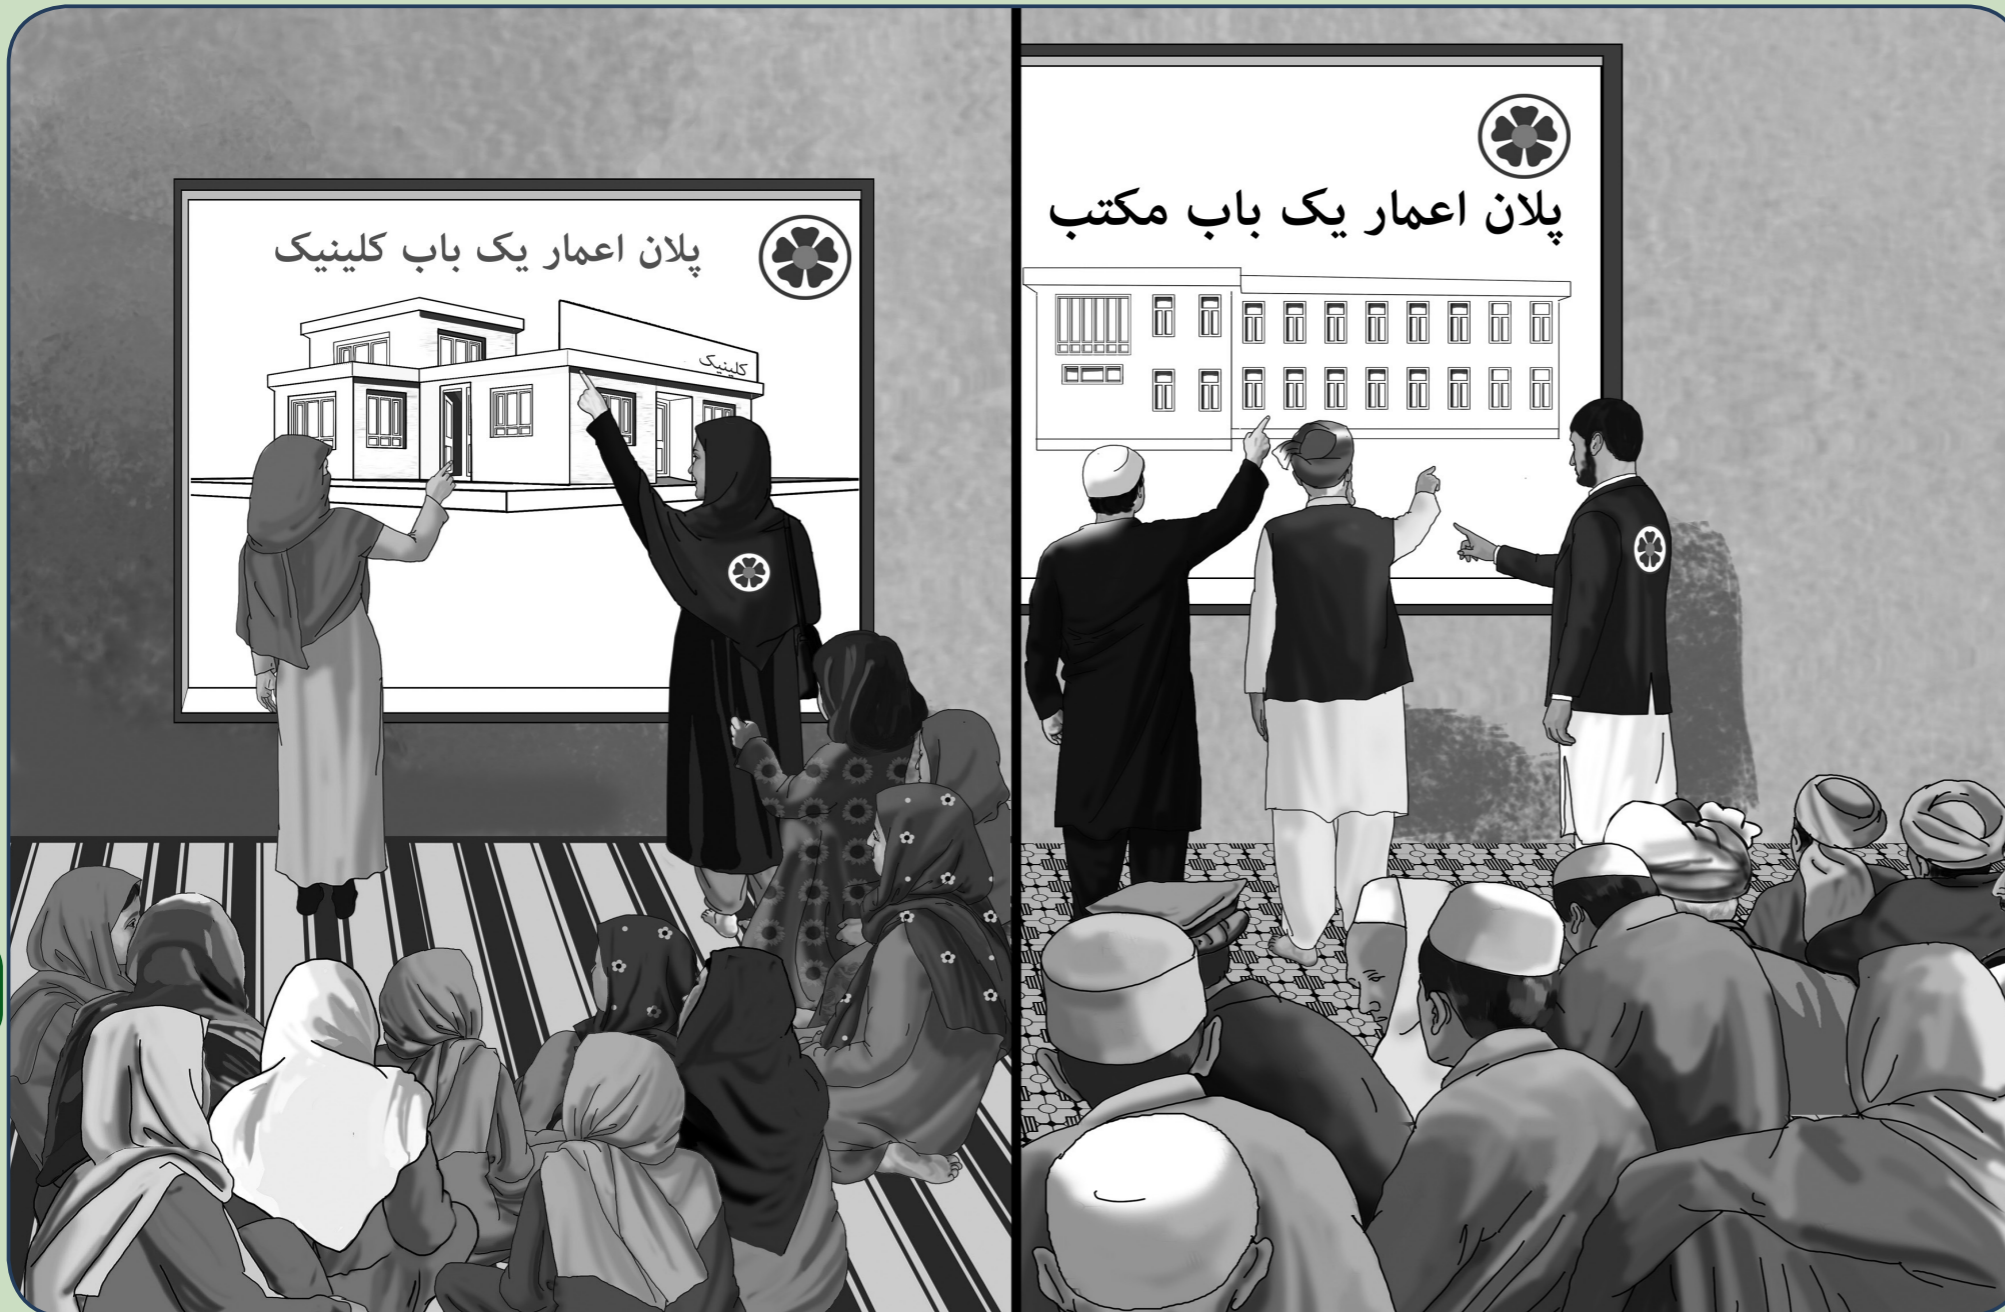 پلان اعمار یک باب مکتب
پلان اعمار یک باب کلینیک
کلینیک